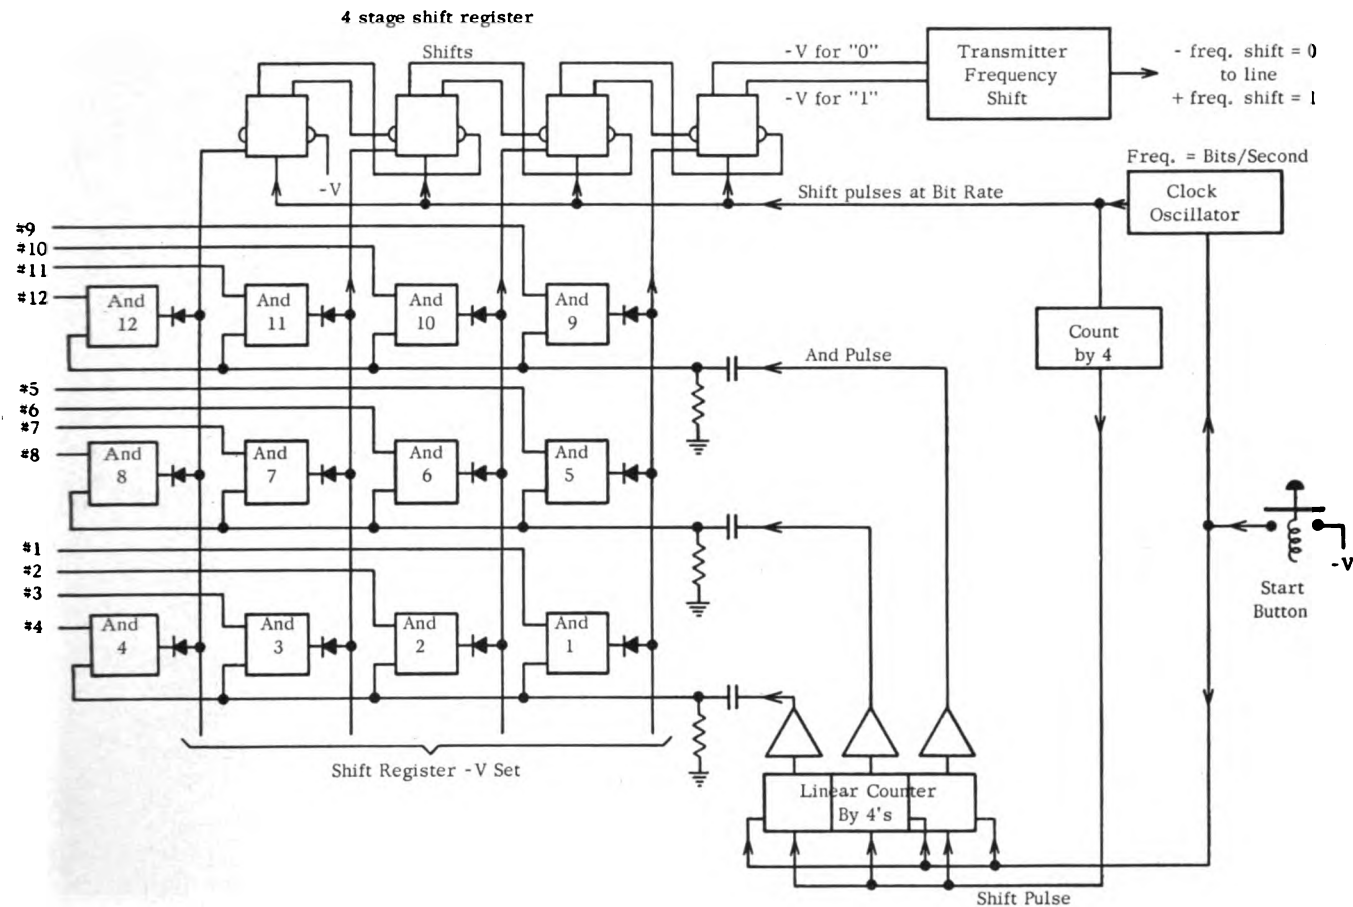 4 stage shift register
Shifts
-V for "0"
-V for "1"
Transmitter
Frequency
Shift
- freq. shift = 0
to line
+ freq. shift = 1
-V
Shift pulses at Bit Rate
Freq. = Bits/Second
Clock
Oscillator
#9
#10
#11
#12
And
12
And
11
And
10
And
9
And Pulse
Count
by 4
#5
#6
#7
#8
And
8
And
7
And
6
And
5
#1
#2
#3
#4
And
4
And
3
And
2
And
1
-V
Start
Button
Shift Register -V Set
Linear Counter
By 4's
Shift Pulse